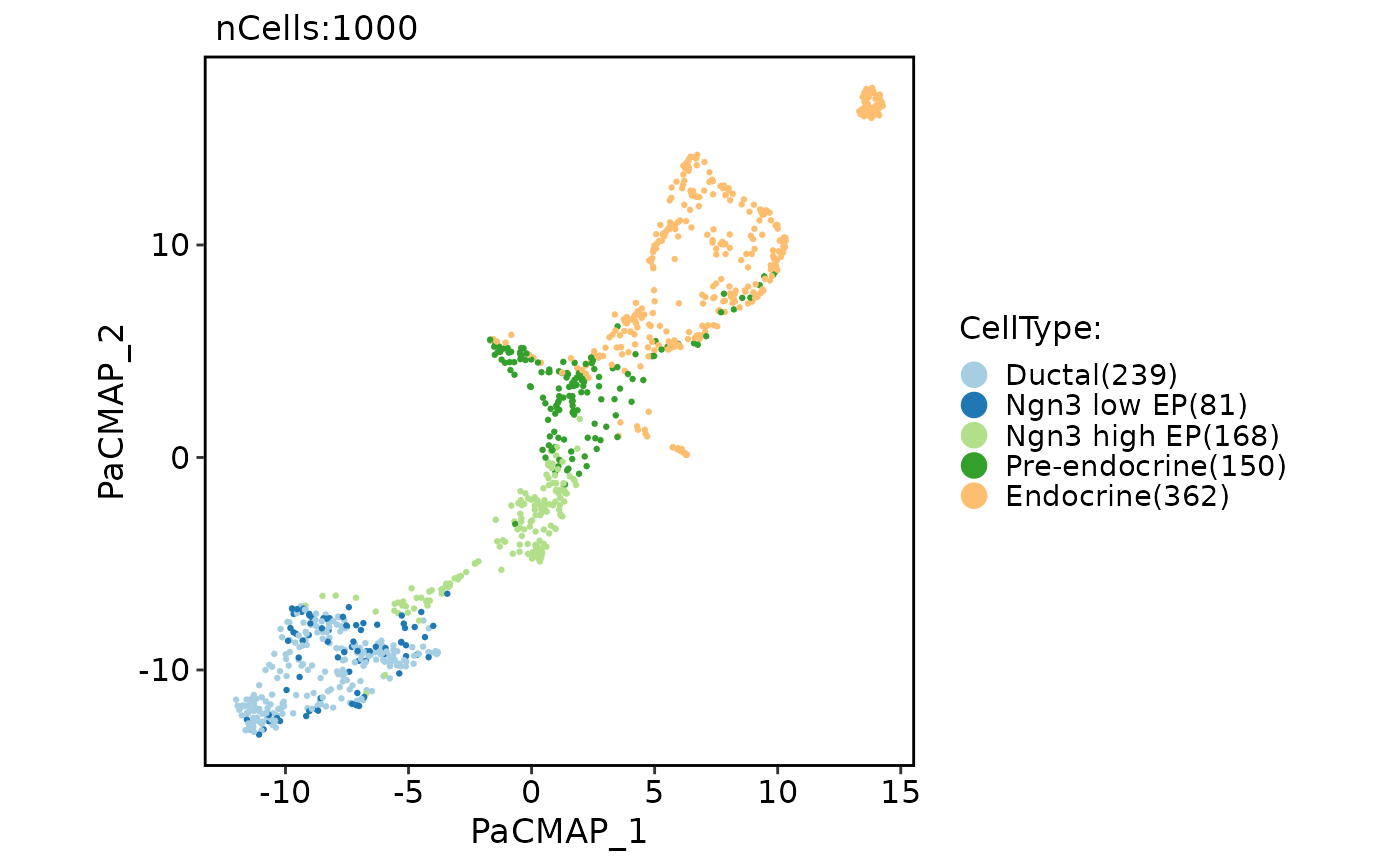 nCells:1000
PaCMAP_2
10
0
-10
-10
-5
0
5
10
15
PaCMAP_1
CellType:
Ductal(239)
Ngn3 low EP(81)
Ngn3 high EP(168)
Pre-endocrine(150)
Endocrine(362)